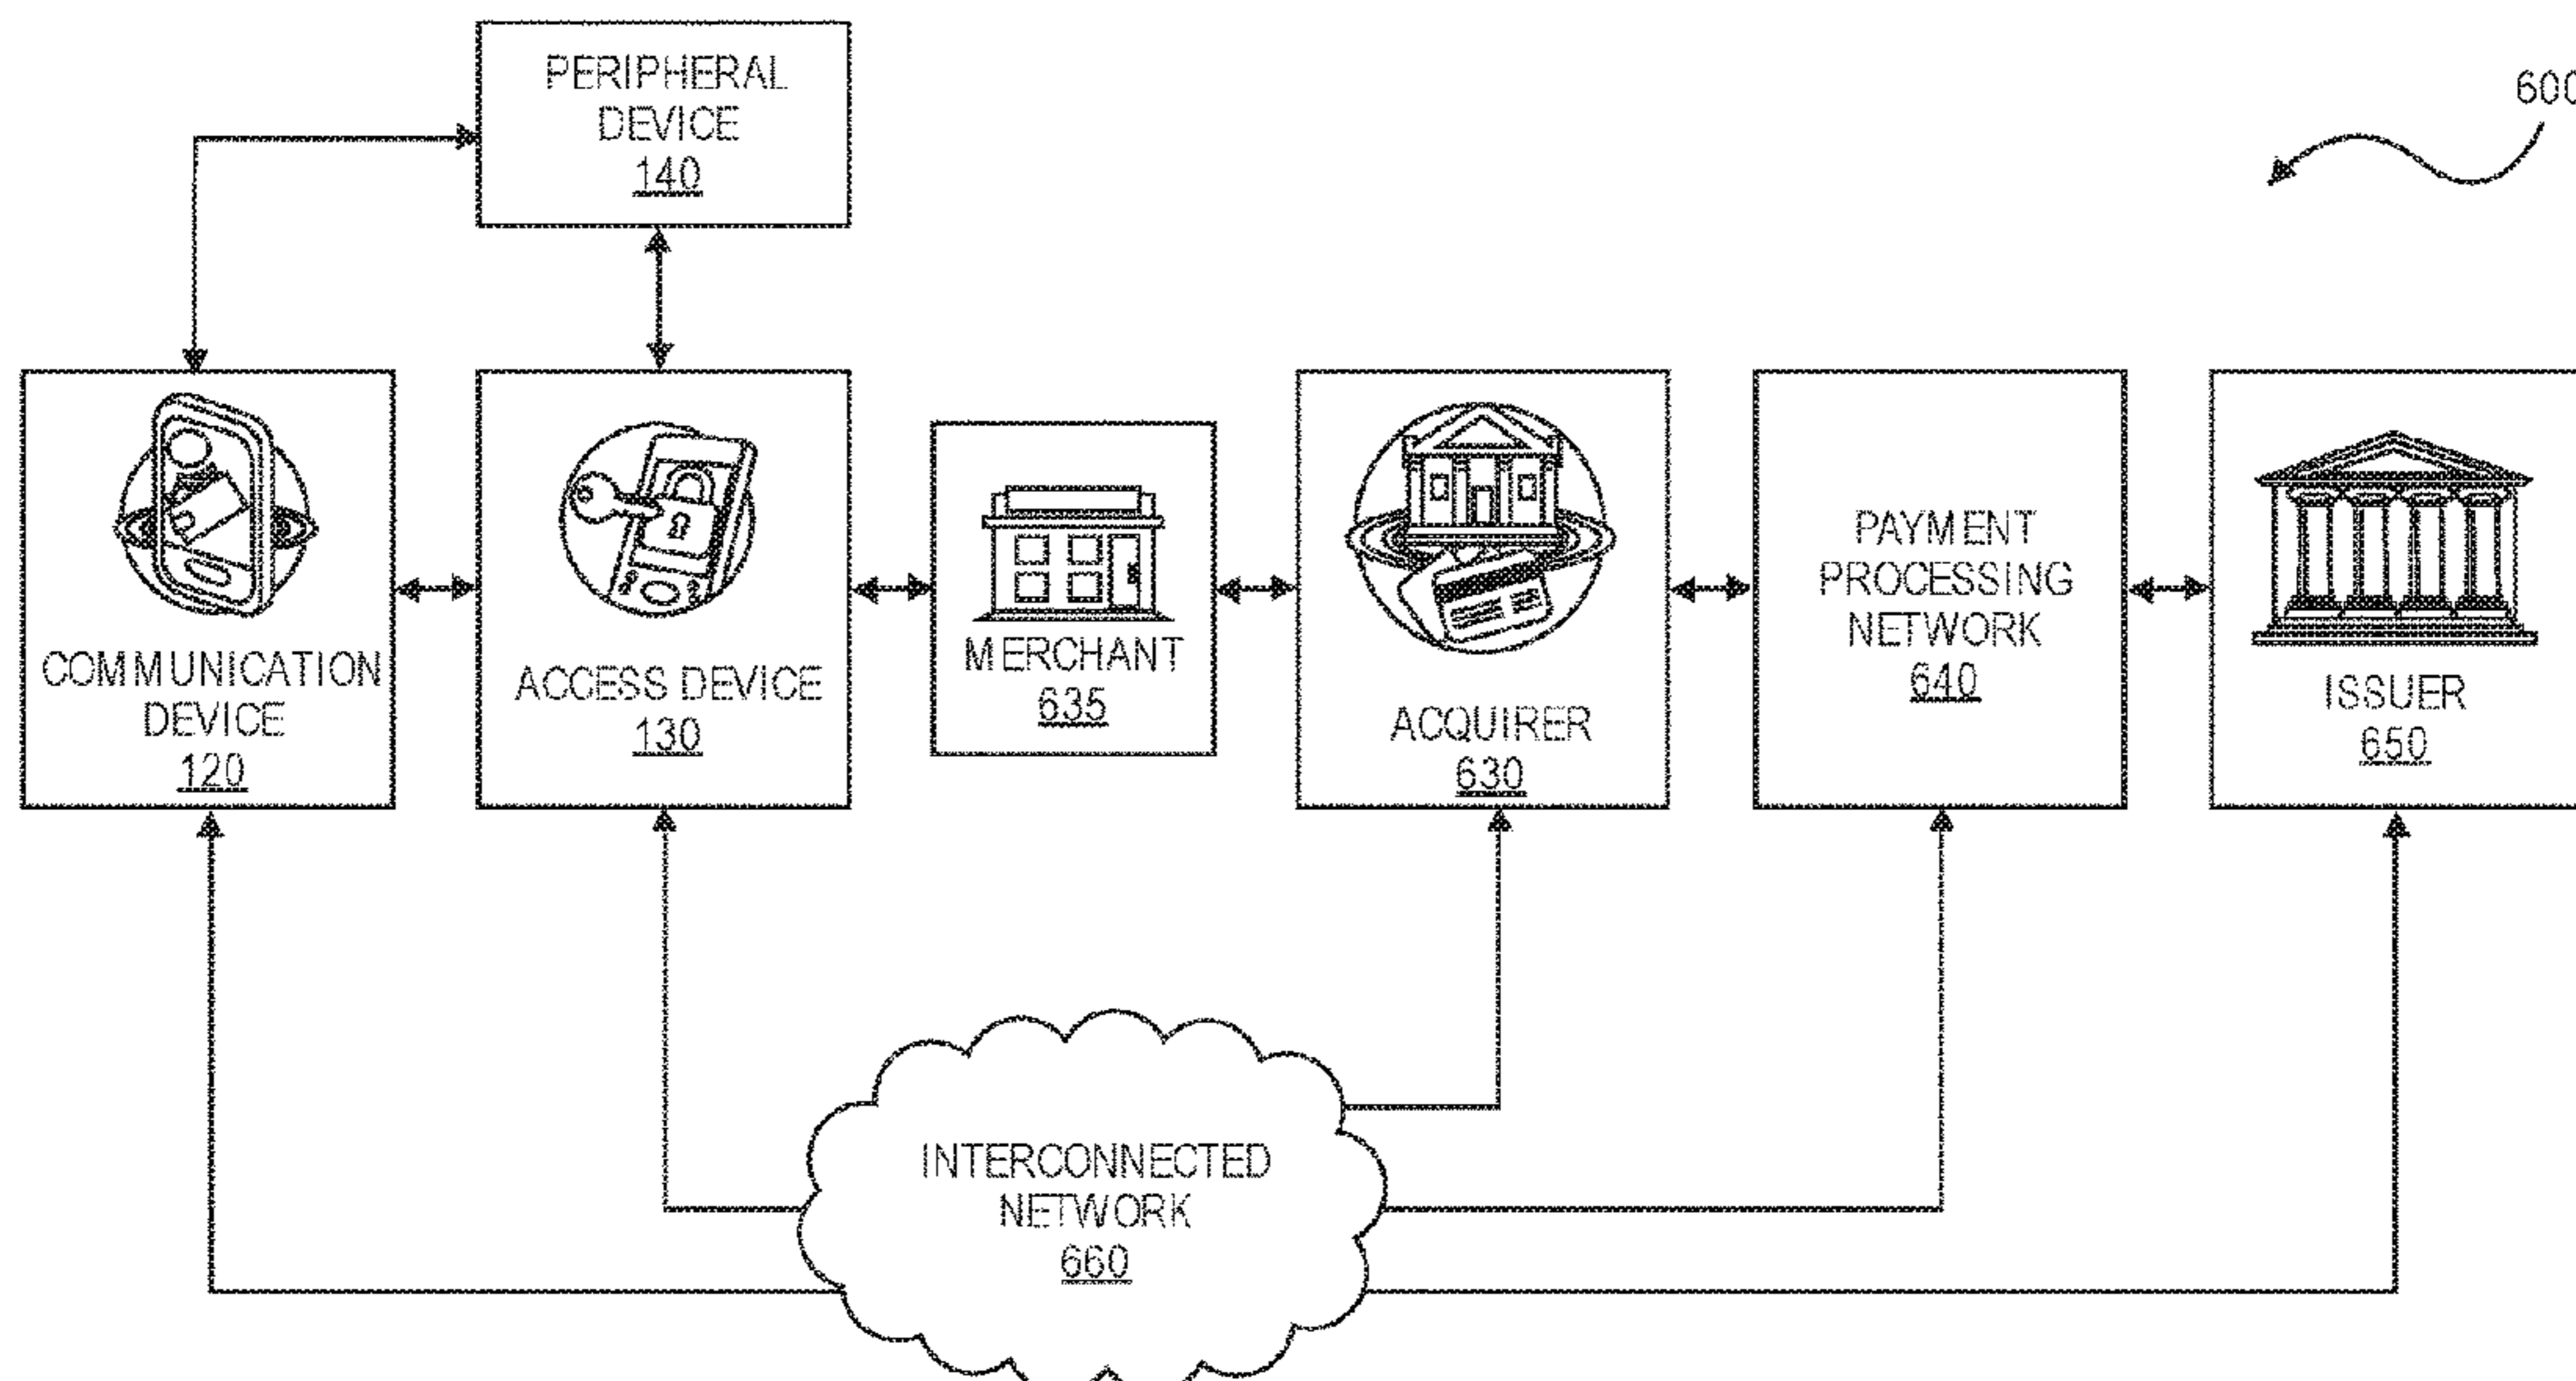 PERIPHERAL
DEVICE
140
600
COMMUNICATION
DEVICE
120
ACCESS DEVICE
130
MERCHANT
635
ACQUIRER
630
PAYMENT
PROCESSING
NETWORK
640
ISSUER
650
INTERCONNECTED
NETWORK
660